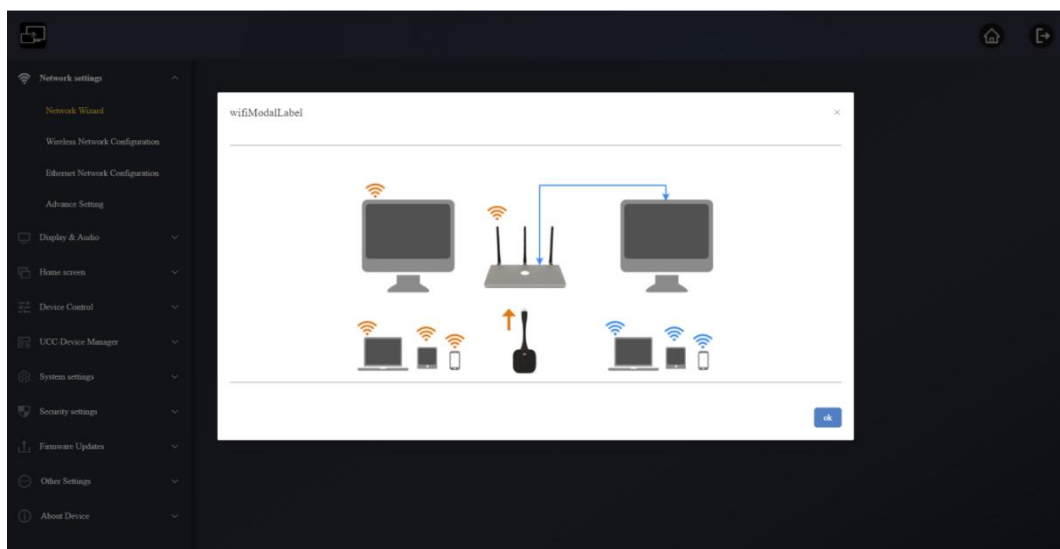 Network settings
Network Wizard
Wireless Network Configuration
Ethernet Network Configuration
Advance Setting
Display & Audio
Home screen
Device Control
UCC-Device Manager
System settings
Security settings
Firmware Updates
Other Settings
About Device
wifiModalLabel
ok